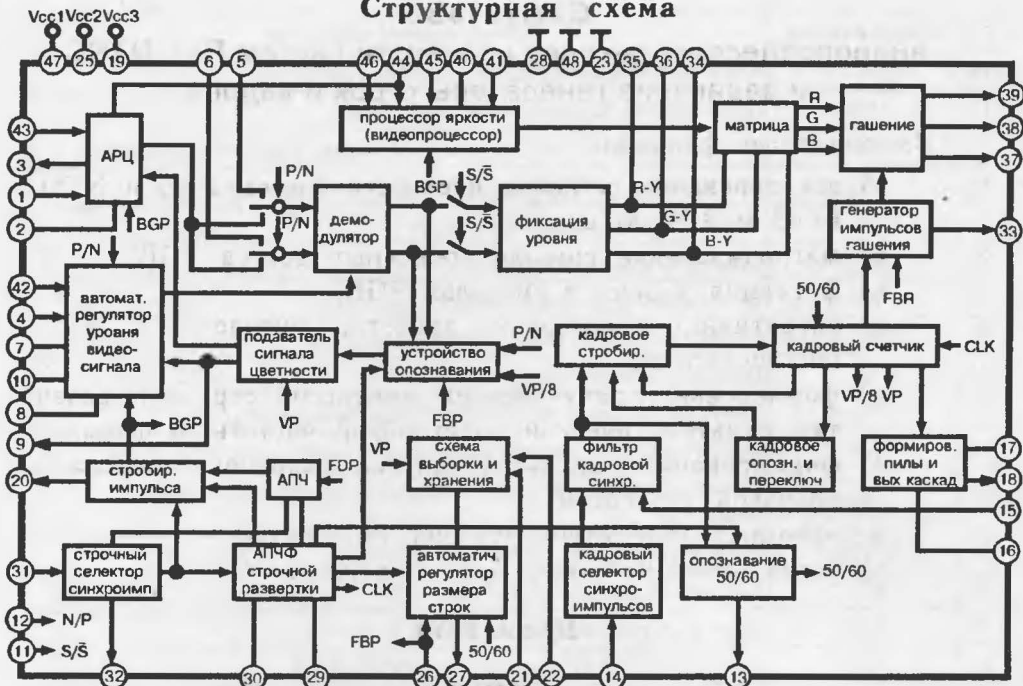 Структурная схема
Vcc1 Vcc2 Vcc3
47 25 19 6 5 46 44 45 40 41 28 48 23 35 36 34
43
3
1
2
42
4
7
10
8
9
20
31
12
11
39
38
37
33
17
18
15
16
32 30 29 26 27 21 22 14 13
АРЦ
BGP
P/N
P/N
P/N
процессор яркости
(видеопроцессор)
BGP
S/S̅
S/S̅
демо-
дулятор
фиксация
уровня
R-Y
G-Y
B-Y
матрица
R
G
B
гашение
генератор
импульсов
гашения
FBR
50/60
автомат.
регулятор
уровня
видео-
сигнала
подаватель
сигнала
цветности
VP
устройство
опознавания
P/N
VP/8
FBP
кадровое
стробир.
кадровый счетчик
CLK
VP/8 VP
BGP
стробир.
импульса
АПЧ
FDP
VP
схема
выборки
хранения
фильтр
кадровой
синхр.
кадровое
опозн.
переключ
формиров.
пилы и
вых каскад
строчный
селектор
синхроимп
АПЧФ
строчной
развертки
CLK
автоматич.
регулятор
размера
строк
FBP
50/60
кадровый
селектор
синхро-
импульсов
опознавание
50/60
50/60
N/P
S/S̅